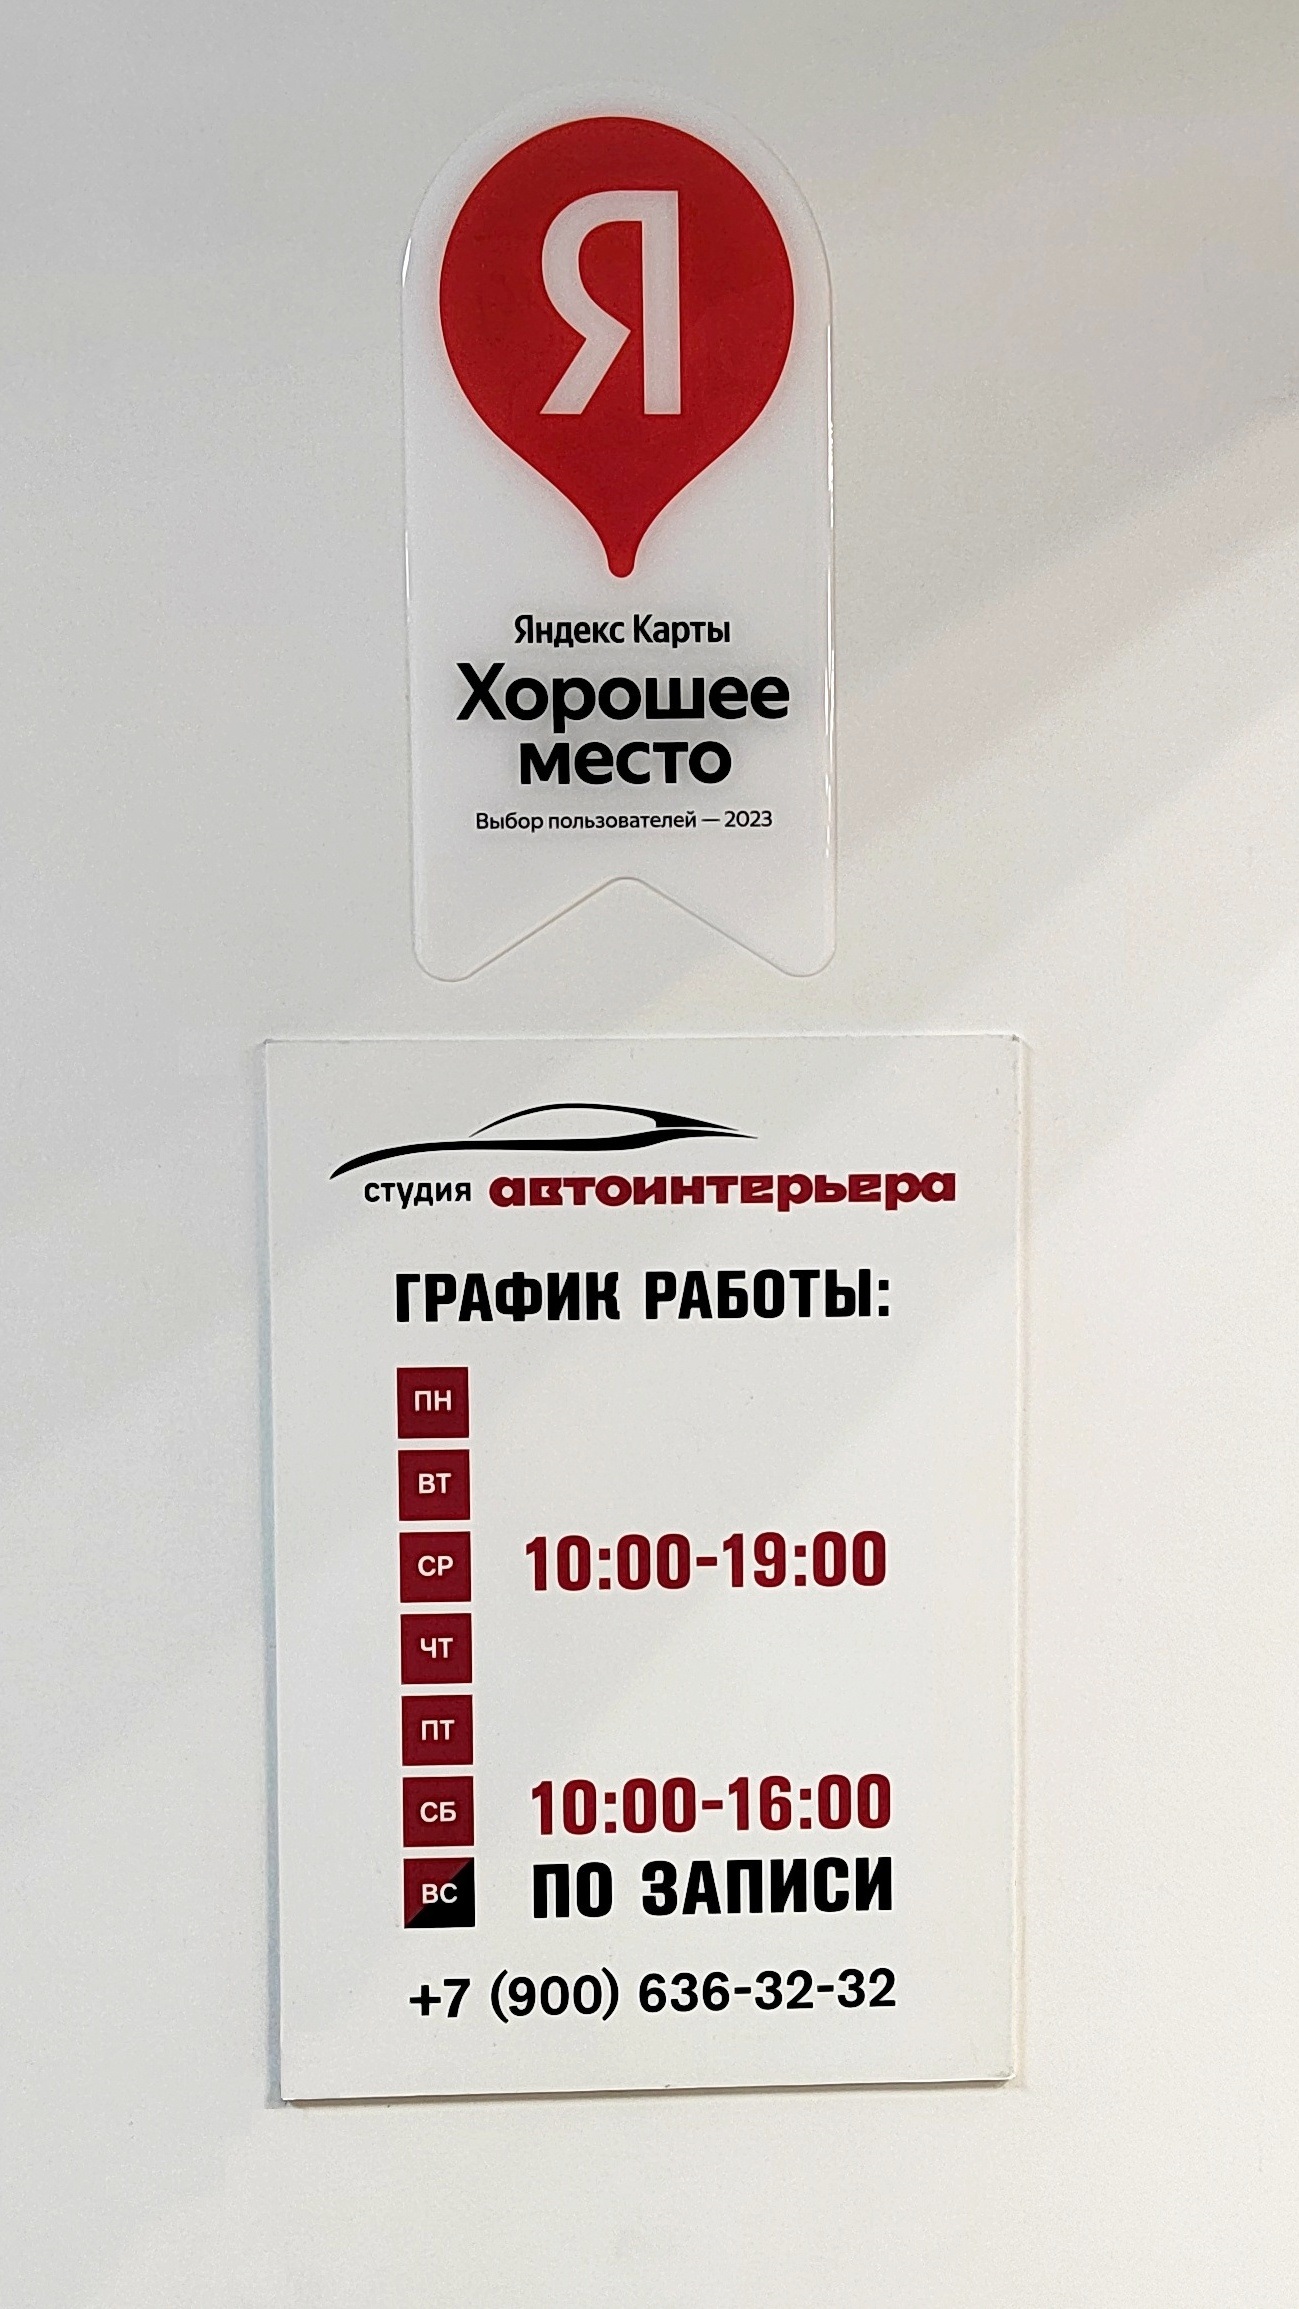 Я
Яндекс Карты
Хорошее
место
Выбор пользователей — 2023
студия автоинтерьера
ГРАФИК РАБОТЫ:
ПН
ВТ
СР 10:00-19:00
ЧТ
ПТ
СБ 10:00-16:00
ВС ПО ЗАПИСИ
+7 (900) 636-32-32